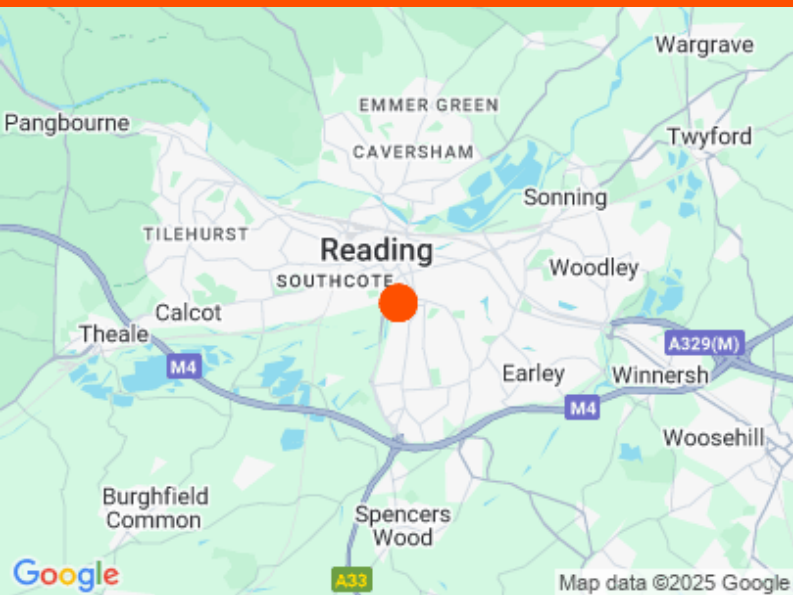 Wargrave
EMMER GREEN
Pangbourne
Twyford
CAVERSHAM
Sonning
TILEHURST
Reading
Woodley
SOUTHCOTE
Calcot
Theale
A329(M)
M4
Earley
Winnersh
M4
Woosehill
Burghfield
Common
Spencers
Wood
Google
A33
Map data ©2025 Google